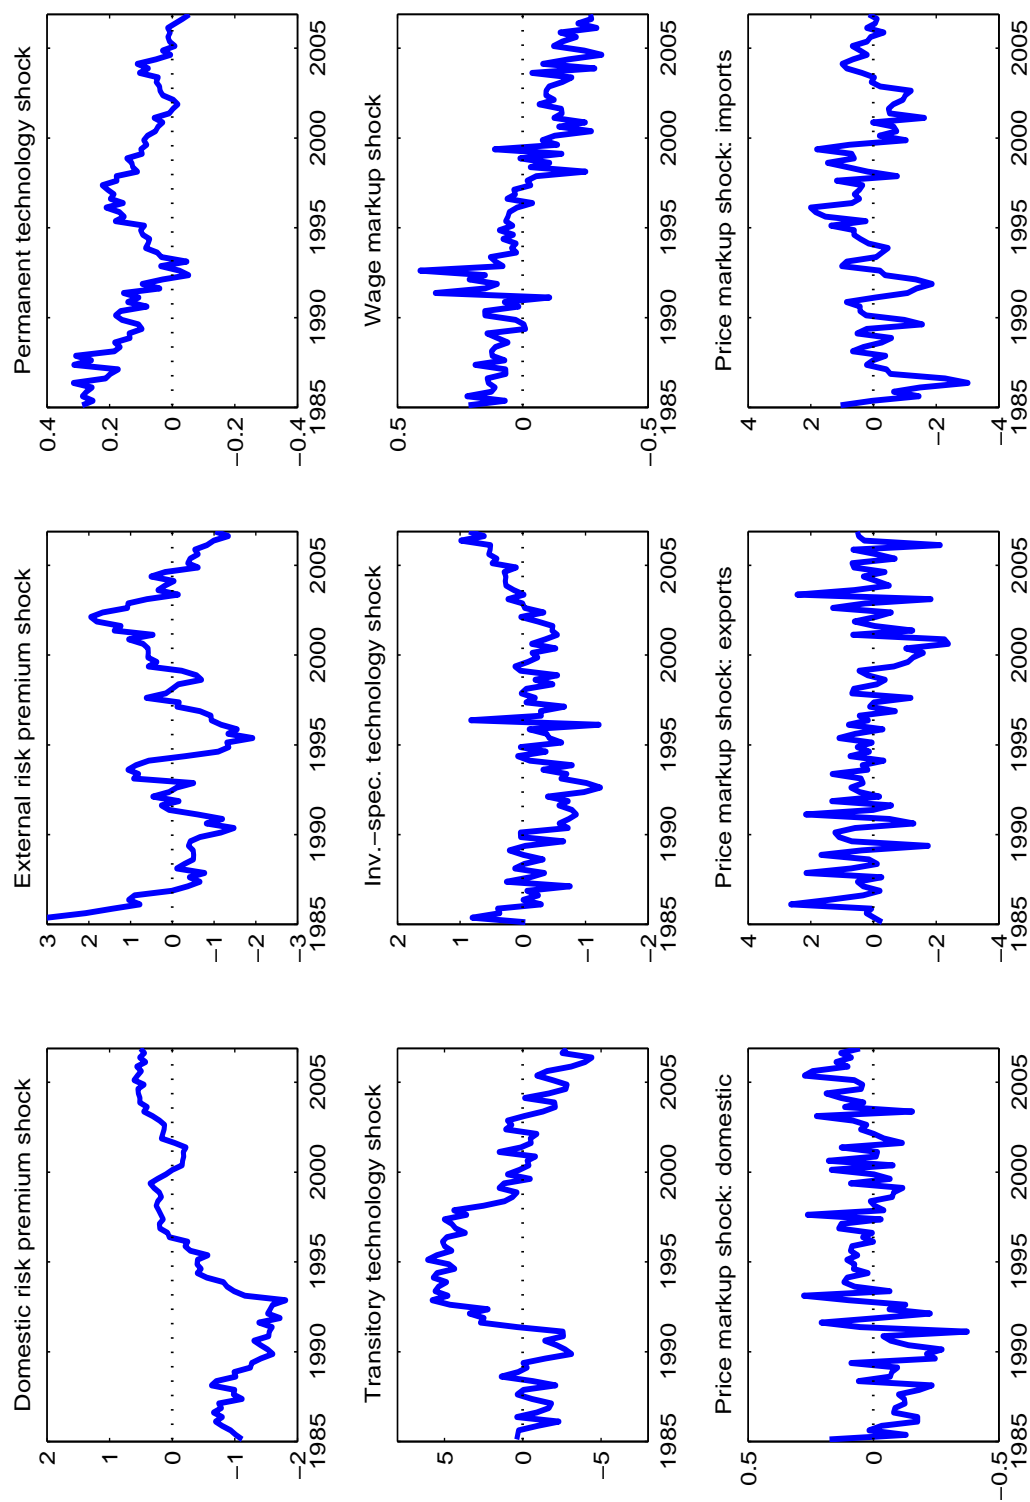 Domestic risk premium shock
2
1
0
−1
−2
1985 1990 1995 2000 2005
External risk premium shock
3
2
1
0
−1
−2
−3
1985 1990 1995 2000 2005
Permanent technology shock
0.4
0.2
0
−0.2
−0.4
1985 1990 1995 2000 2005
Transitory technology shock
5
0
−5
1985 1990 1995 2000 2005
Inv.−spec. technology shock
2
1
0
−1
−2
1985 1990 1995 2000 2005
Wage markup shock
0.5
0
−0.5
1985 1990 1995 2000 2005
Price markup shock: domestic
0.5
0
−0.5
1985 1990 1995 2000 2005
Price markup shock: exports
4
2
0
−2
−4
1985 1990 1995 2000 2005
Price markup shock: imports
4
2
0
−2
−4
1985 1990 1995 2000 2005